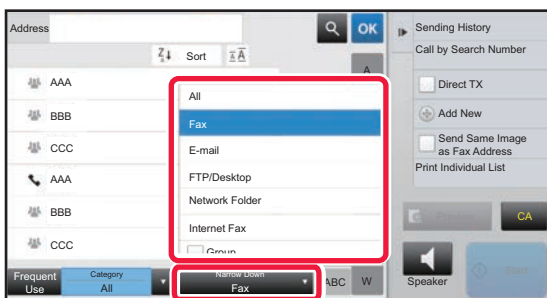 Address
OK
Sort
A
AAA
BBB
CCC
AAA
BBB
CCC
All
Fax
E-mail
FTP/Desktop
Network Folder
Internet Fax
Group
Frequent
Use
Category
All
Narrow Down
Fax
ABC
W
Sending History
Call by Search Number
Direct TX
Add New
Send Same Image
as Fax Address
Print Individual List
CA
Speaker
Start